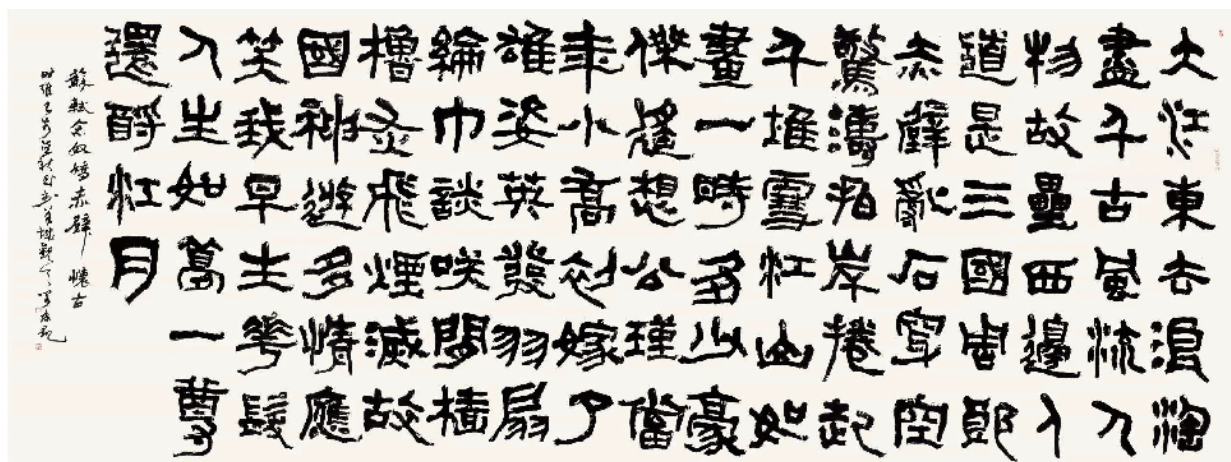 大江東去浪淘
盡千古風流人
物故壘西邊人
道是三國周郎
赤壁亂石穿空
驚濤拍岸捲起
千堆雪江山如
畫一時多少豪
傑遙想公瑾儅
年小喬初嫁了
雄姿英發羽扇
綸巾談笑間檣
櫓灰飛煙滅故
國神遊多情應
笑我早生華髮
人生如夢一尊
還酹江月
蘇軾念奴嬌赤壁懷古